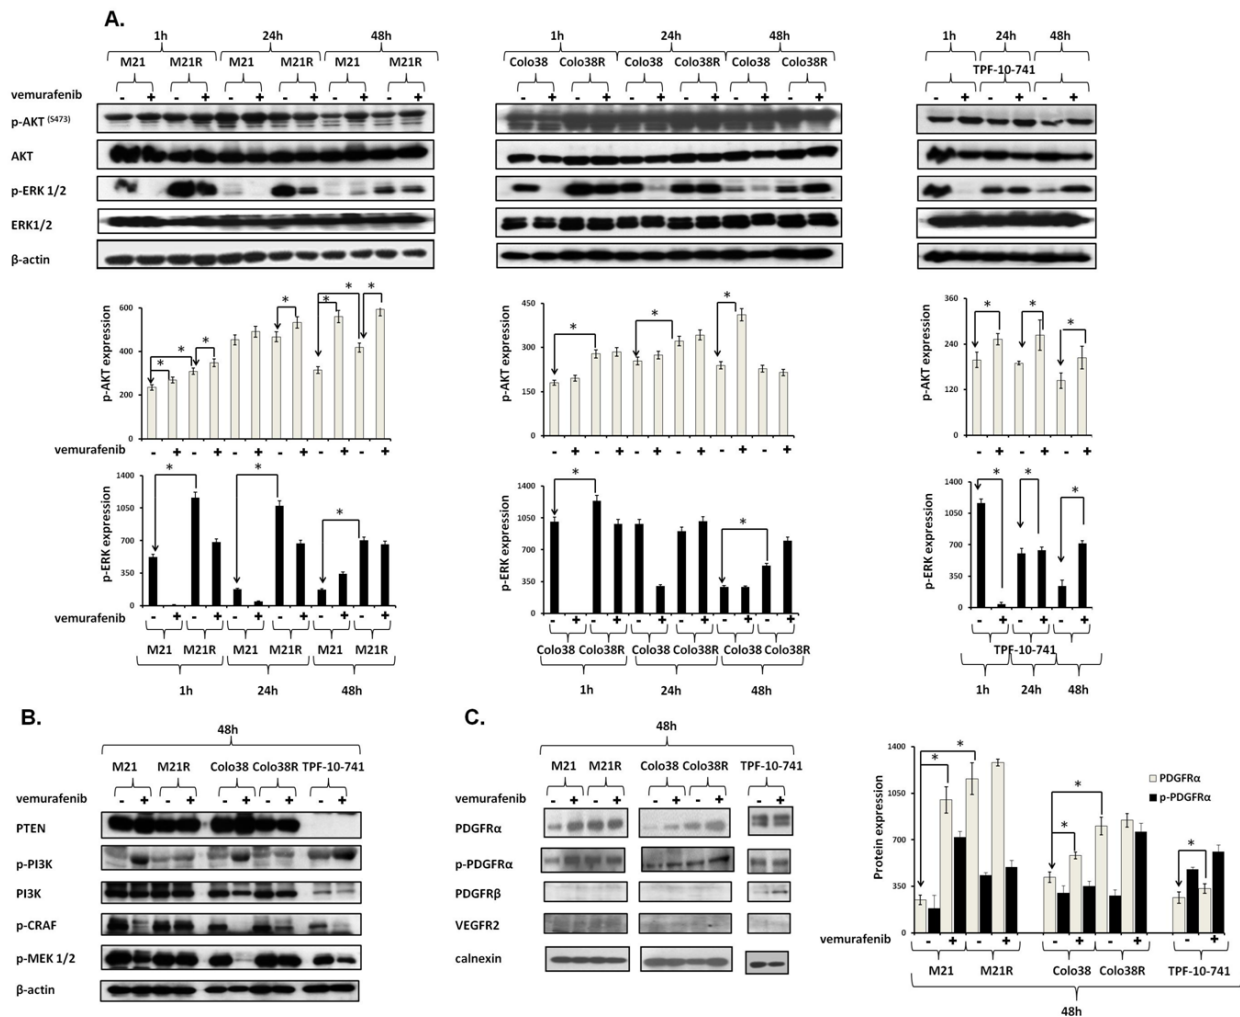 A.
1h 24h 48h
M21 M21R M21 M21R M21 M21R
vemurafenib - + - + - + - + - + - +
p-AKT (S473)
AKT
p-ERK 1/2
ERK1/2
β-actin
1h 24h 48h
Colo38 Colo38R Colo38 Colo38R Colo38 Colo38R
- + - + - + - + - + - +
1h 24h 48h
TPF-10-741
- + - + - +
p-AKT expression
600
400
200
0
* * * * * * *
vemurafenib - + - + - + - + - + - +
p-AKT expression
450
300
150
0
* * *
- + - + - + - + - + - +
p-AKT expression
360
240
120
0
* * *
- + - + - +
p-ERK expression
1400
1050
700
350
0
* * *
vemurafenib - + - + - + - + - + - +
M21 M21R M21 M21R M21 M21R
1h 24h 48h
p-ERK expression
1400
1050
700
350
0
* *
- + - + - + - + - + - +
Colo38 Colo38R Colo38 Colo38R Colo38 Colo38R
1h 24h 48h
p-ERK expression
1400
1050
700
350
0
* * *
- + - + - +
TPF-10-741
1h 24h 48h
B.
48h
M21 M21R Colo38 Colo38R TPF-10-741
vemurafenib - + - + - + - + - +
PTEN
p-PI3K
PI3K
p-CRAF
p-MEK 1/2
β-actin
C.
48h
M21 M21R Colo38 Colo38R TPF-10-741
vemurafenib - + - + - + - + - +
PDGFRα
p-PDGFRα
PDGFRβ
VEGFR2
calnexin
Protein expression
1400
1050
700
350
0
* * * * *
PDGFRα
p-PDGFRα
vemurafenib - + - + - + - + - +
M21 M21R Colo38 Colo38R TPF-10-741
48h